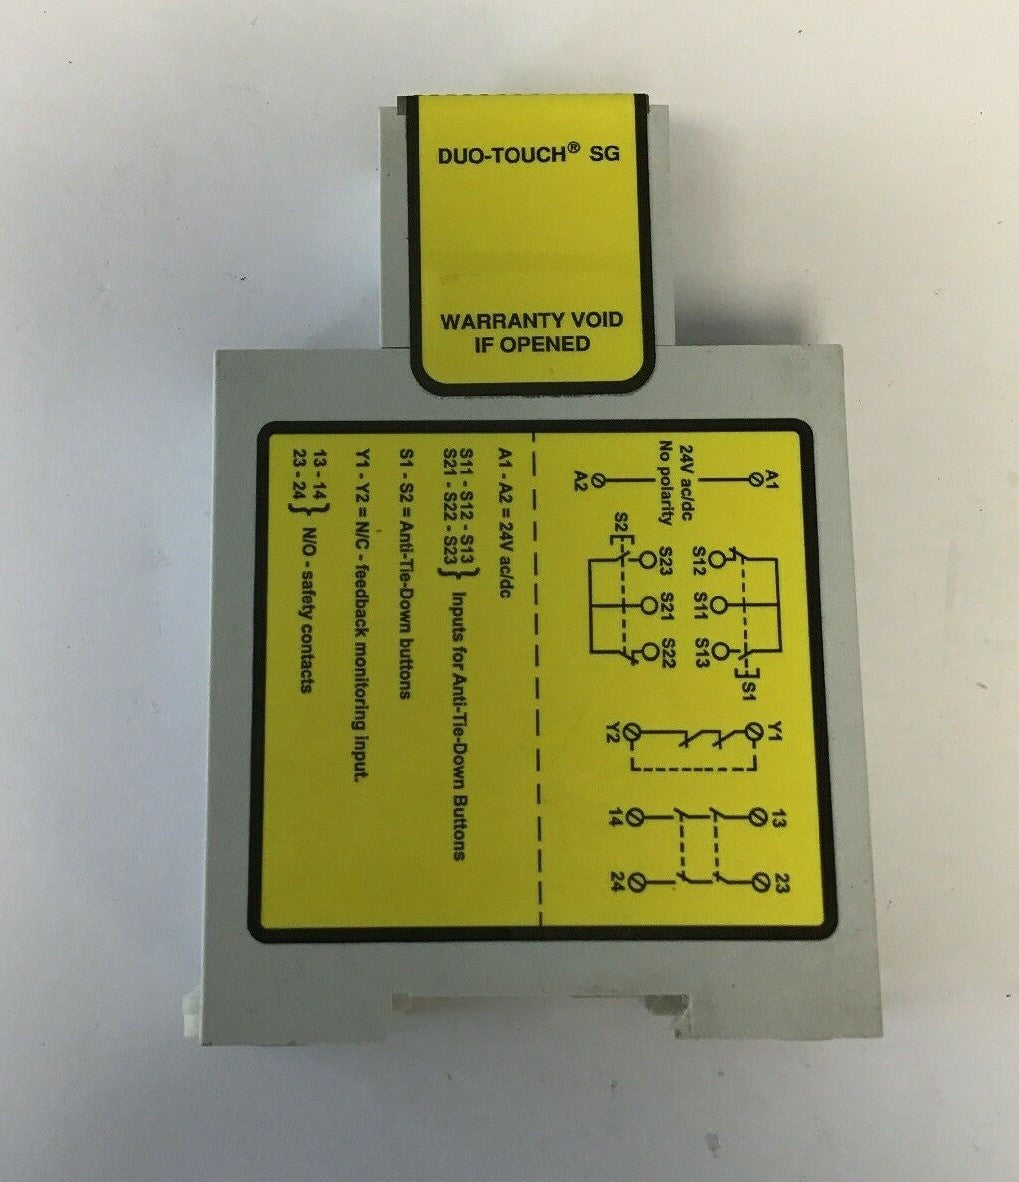 DUO-TOUCH® SG
WARRANTY VOID
IF OPENED
A1
24V ac/dc
No polarity
A2
S1
S12 S11 S13
S23 S21 S22
S2
Y1
Y2
13 23
14 24
A1 - A2 = 24V ac/dc
S11 - S12 - S13
S21 - S22 - S23} Inputs for Anti-Tie-Down Buttons
S1 - S2 = Anti-Tie-Down buttons
Y1 - Y2 = N/C - feedback monitoring input.
13 - 14
23 - 24} N/O - safety contacts